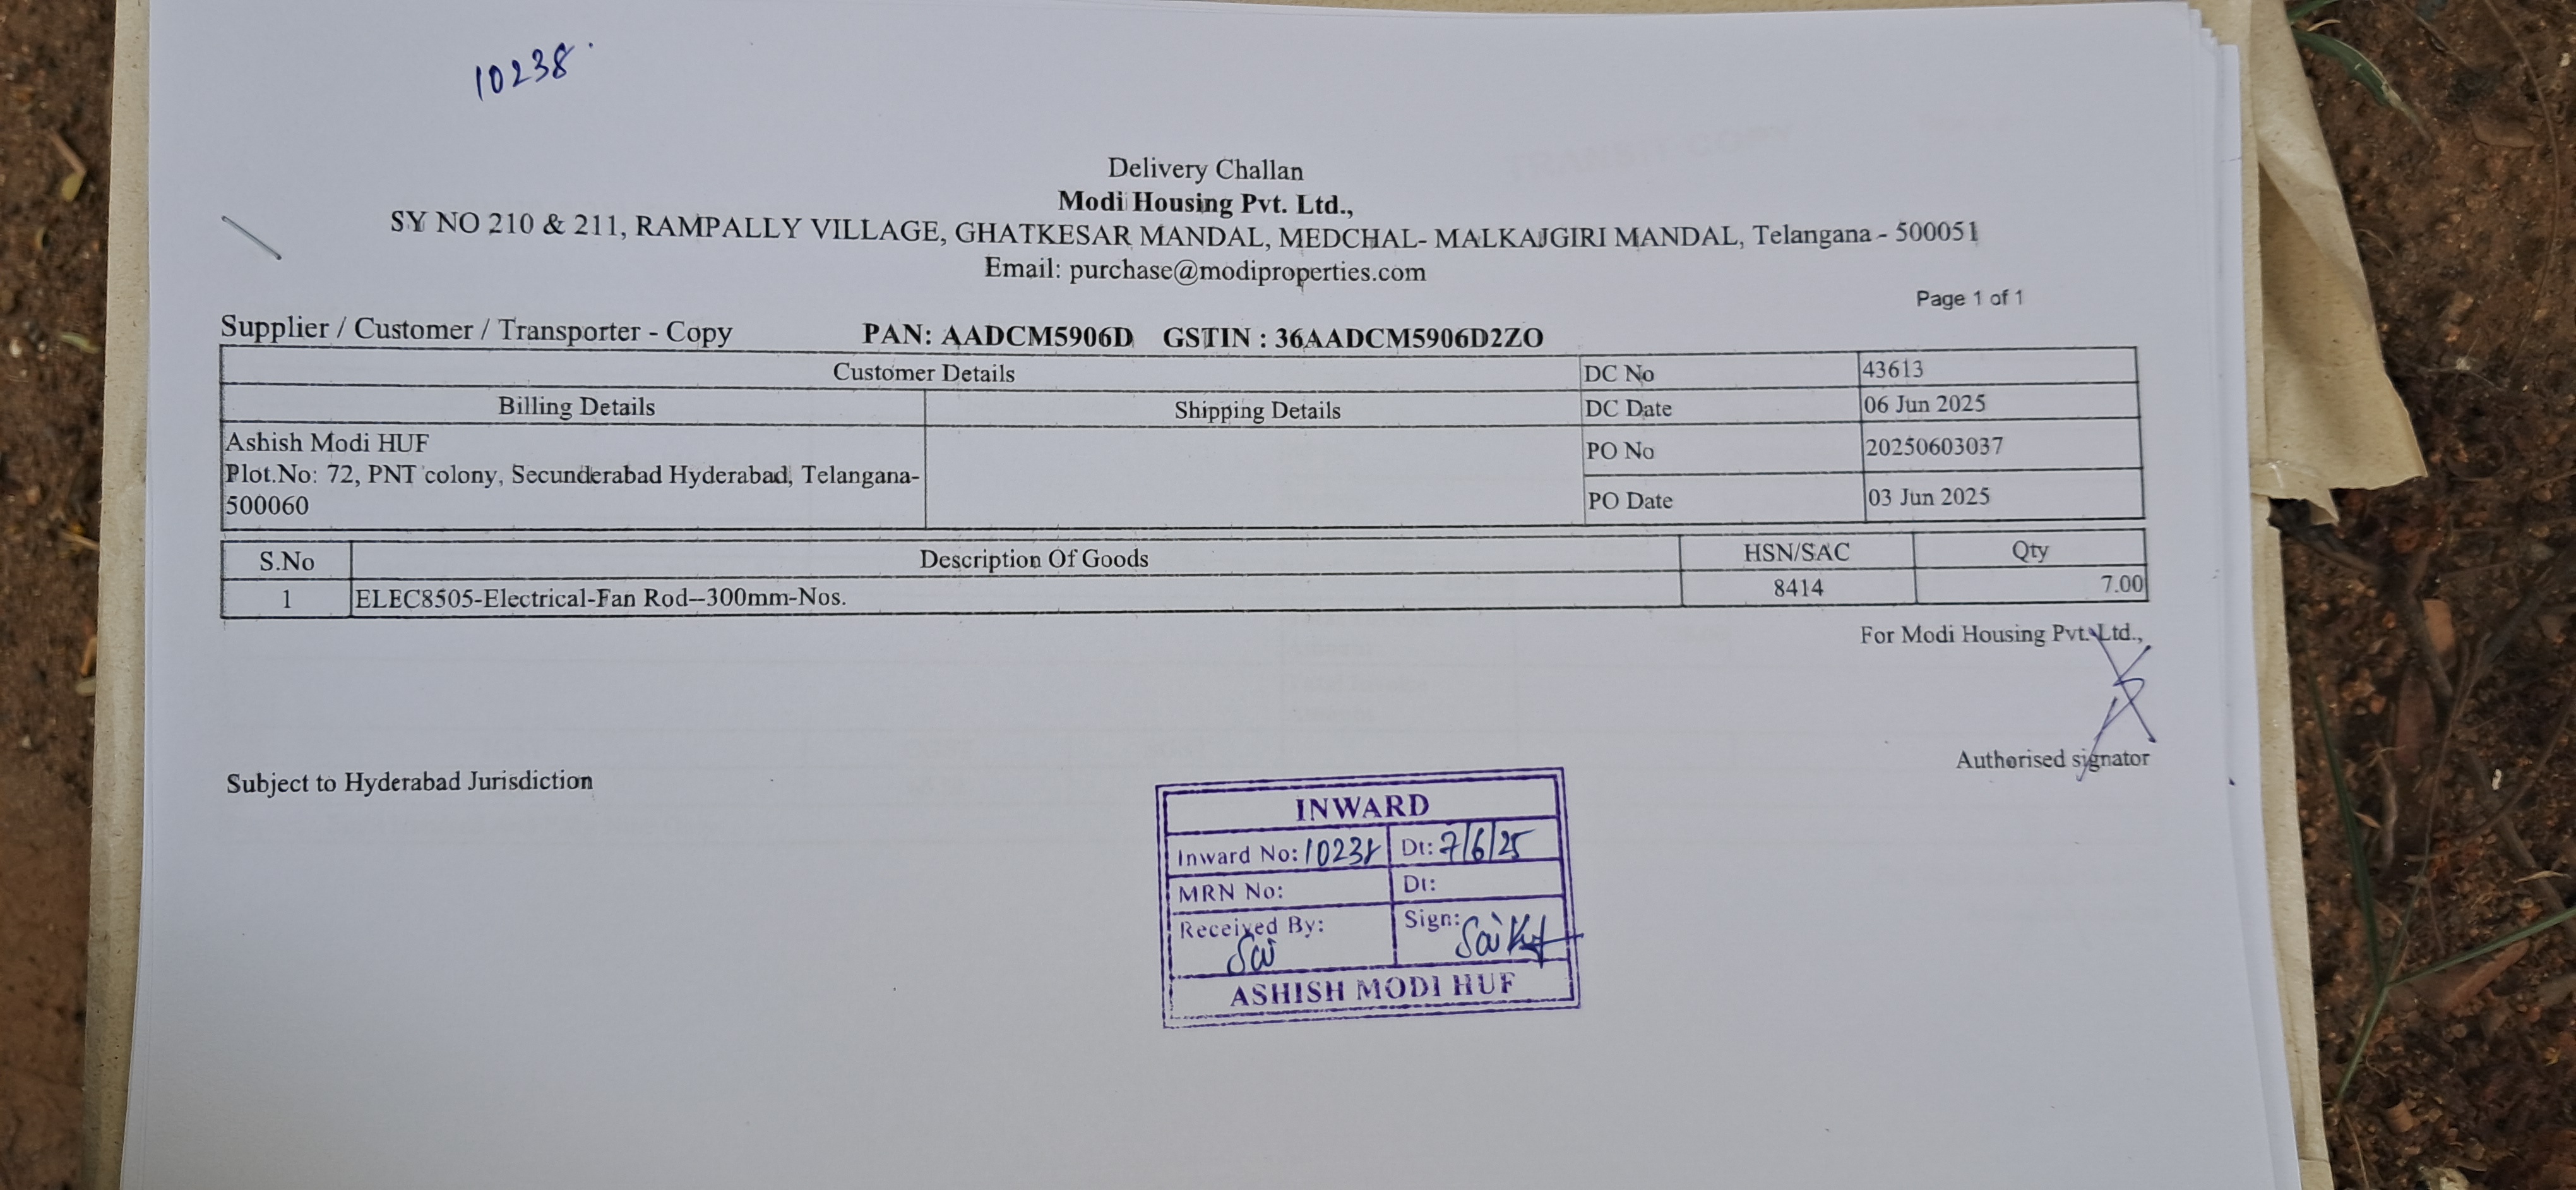 10238
Delivery Challan
Modi Housing Pvt. Ltd.,
SY NO 210 & 211, RAMPALLY VILLAGE, GHATKESAR MANDAL, MEDCHAL- MALKAJGIRI MANDAL, Telangana - 500051
Email: purchase@modiproperties.com
Page 1 of 1
Supplier / Customer / Transporter - Copy PAN: AADCM5906D GSTIN : 36AADCM5906D2ZO
Customer Details DC No 43613
Billing Details Shipping Details DC Date 06 Jun 2025
Ashish Modi HUF
Plot.No: 72, PNT colony, Secunderabad Hyderabad, Telangana-
500060
PO No 20250603037
PO Date 03 Jun 2025
S.No Description Of Goods HSN/SAC Qty
1 ELEC8505-Electrical-Fan Rod--300mm-Nos. 8414 7.00
For Modi Housing Pvt. Ltd.,
Authorised signator
Subject to Hyderabad Jurisdiction
INWARD
Inward No: 10238 Dt: 7/6/25
MRN No: Dt:
Received By: Sai Sign: Sai
ASHISH MODI HUF